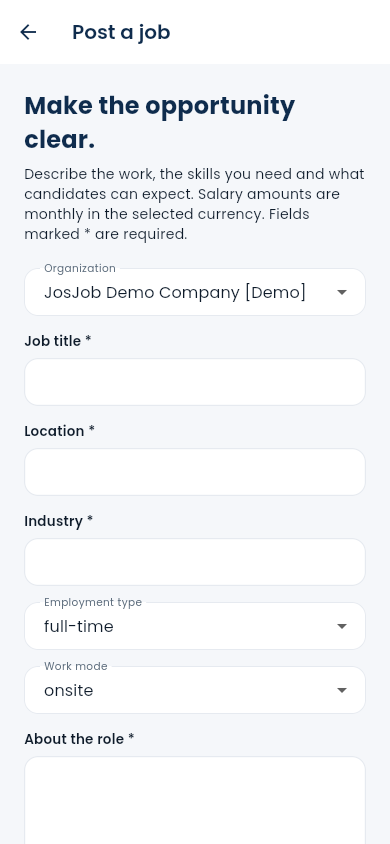 Post a job
Make the opportunity
clear.
Describe the work, the skills you need and what
candidates can expect. Salary amounts are
monthly in the selected currency. Fields
marked * are required.
Organization
JosJob Demo Company [Demo]
Job title *
Location *
Industry *
Employment type
full-time
Work mode
onsite
About the role *